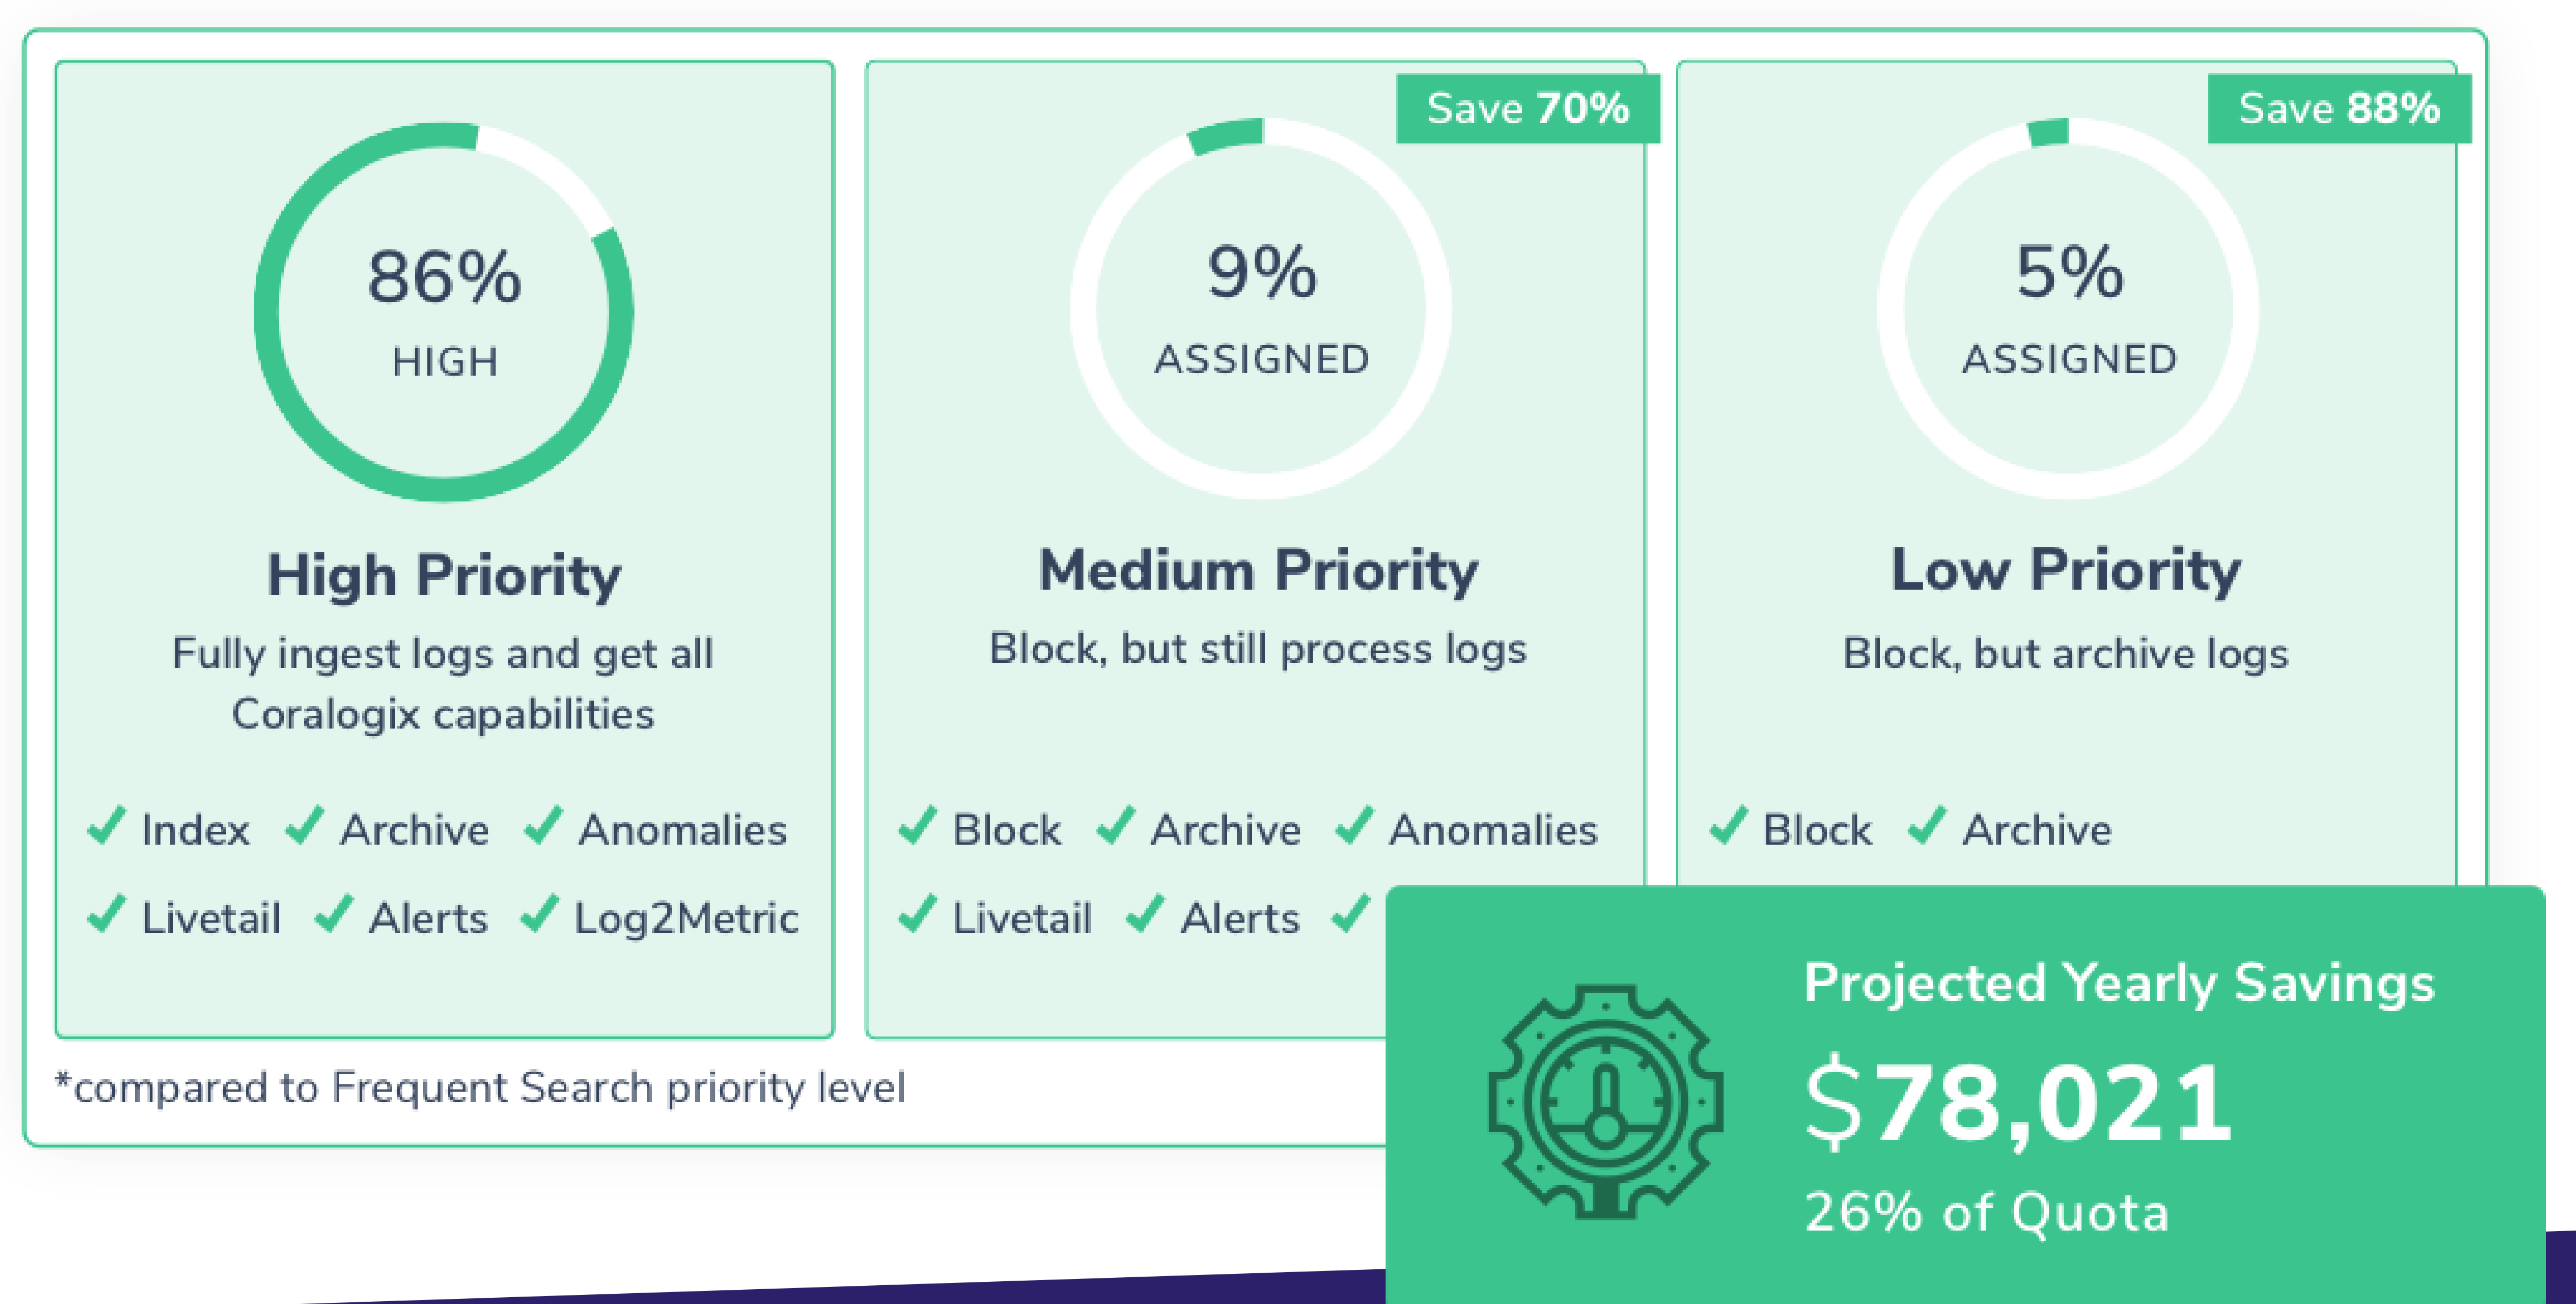 86%
HIGH
High Priority
Fully ingest logs and get all
Coralogix capabilities
Index Archive Anomalies
Livetail Alerts Log2Metric
Save 70%
9%
ASSIGNED
Medium Priority
Block, but still process logs
Block Archive Anomalies
Livetail Alerts
Save 88%
5%
ASSIGNED
Low Priority
Block, but archive logs
Block Archive
*compared to Frequent Search priority level
Projected Yearly Savings
$78,021
26% of Quota